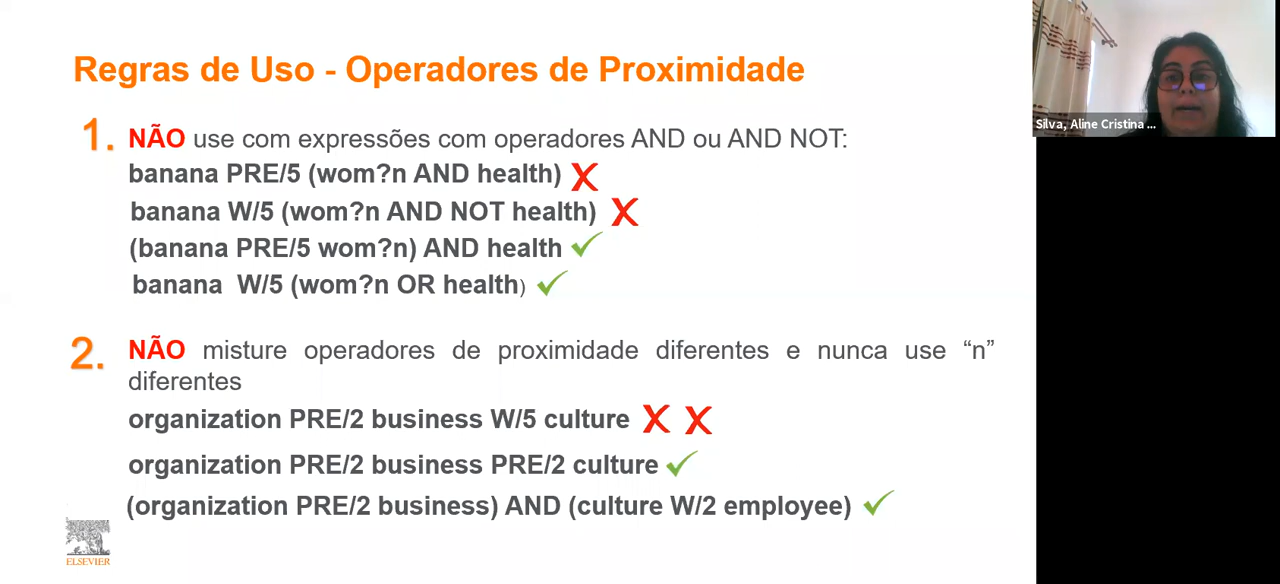 Regras de Uso - Operadores de Proximidade
1. NÃO use com expressões com operadores AND ou AND NOT:
banana PRE/5 (wom?n AND health) X
banana W/5 (wom?n AND NOT health) X
(banana PRE/5 wom?n) AND health ✓
banana W/5 (wom?n OR health) ✓
2. NÃO misture operadores de proximidade diferentes e nunca use “n”
diferentes
organization PRE/2 business W/5 culture X X
organization PRE/2 business PRE/2 culture ✓
(organization PRE/2 business) AND (culture W/2 employee) ✓
ELSEVIER
Silva, Aline Cristina ...